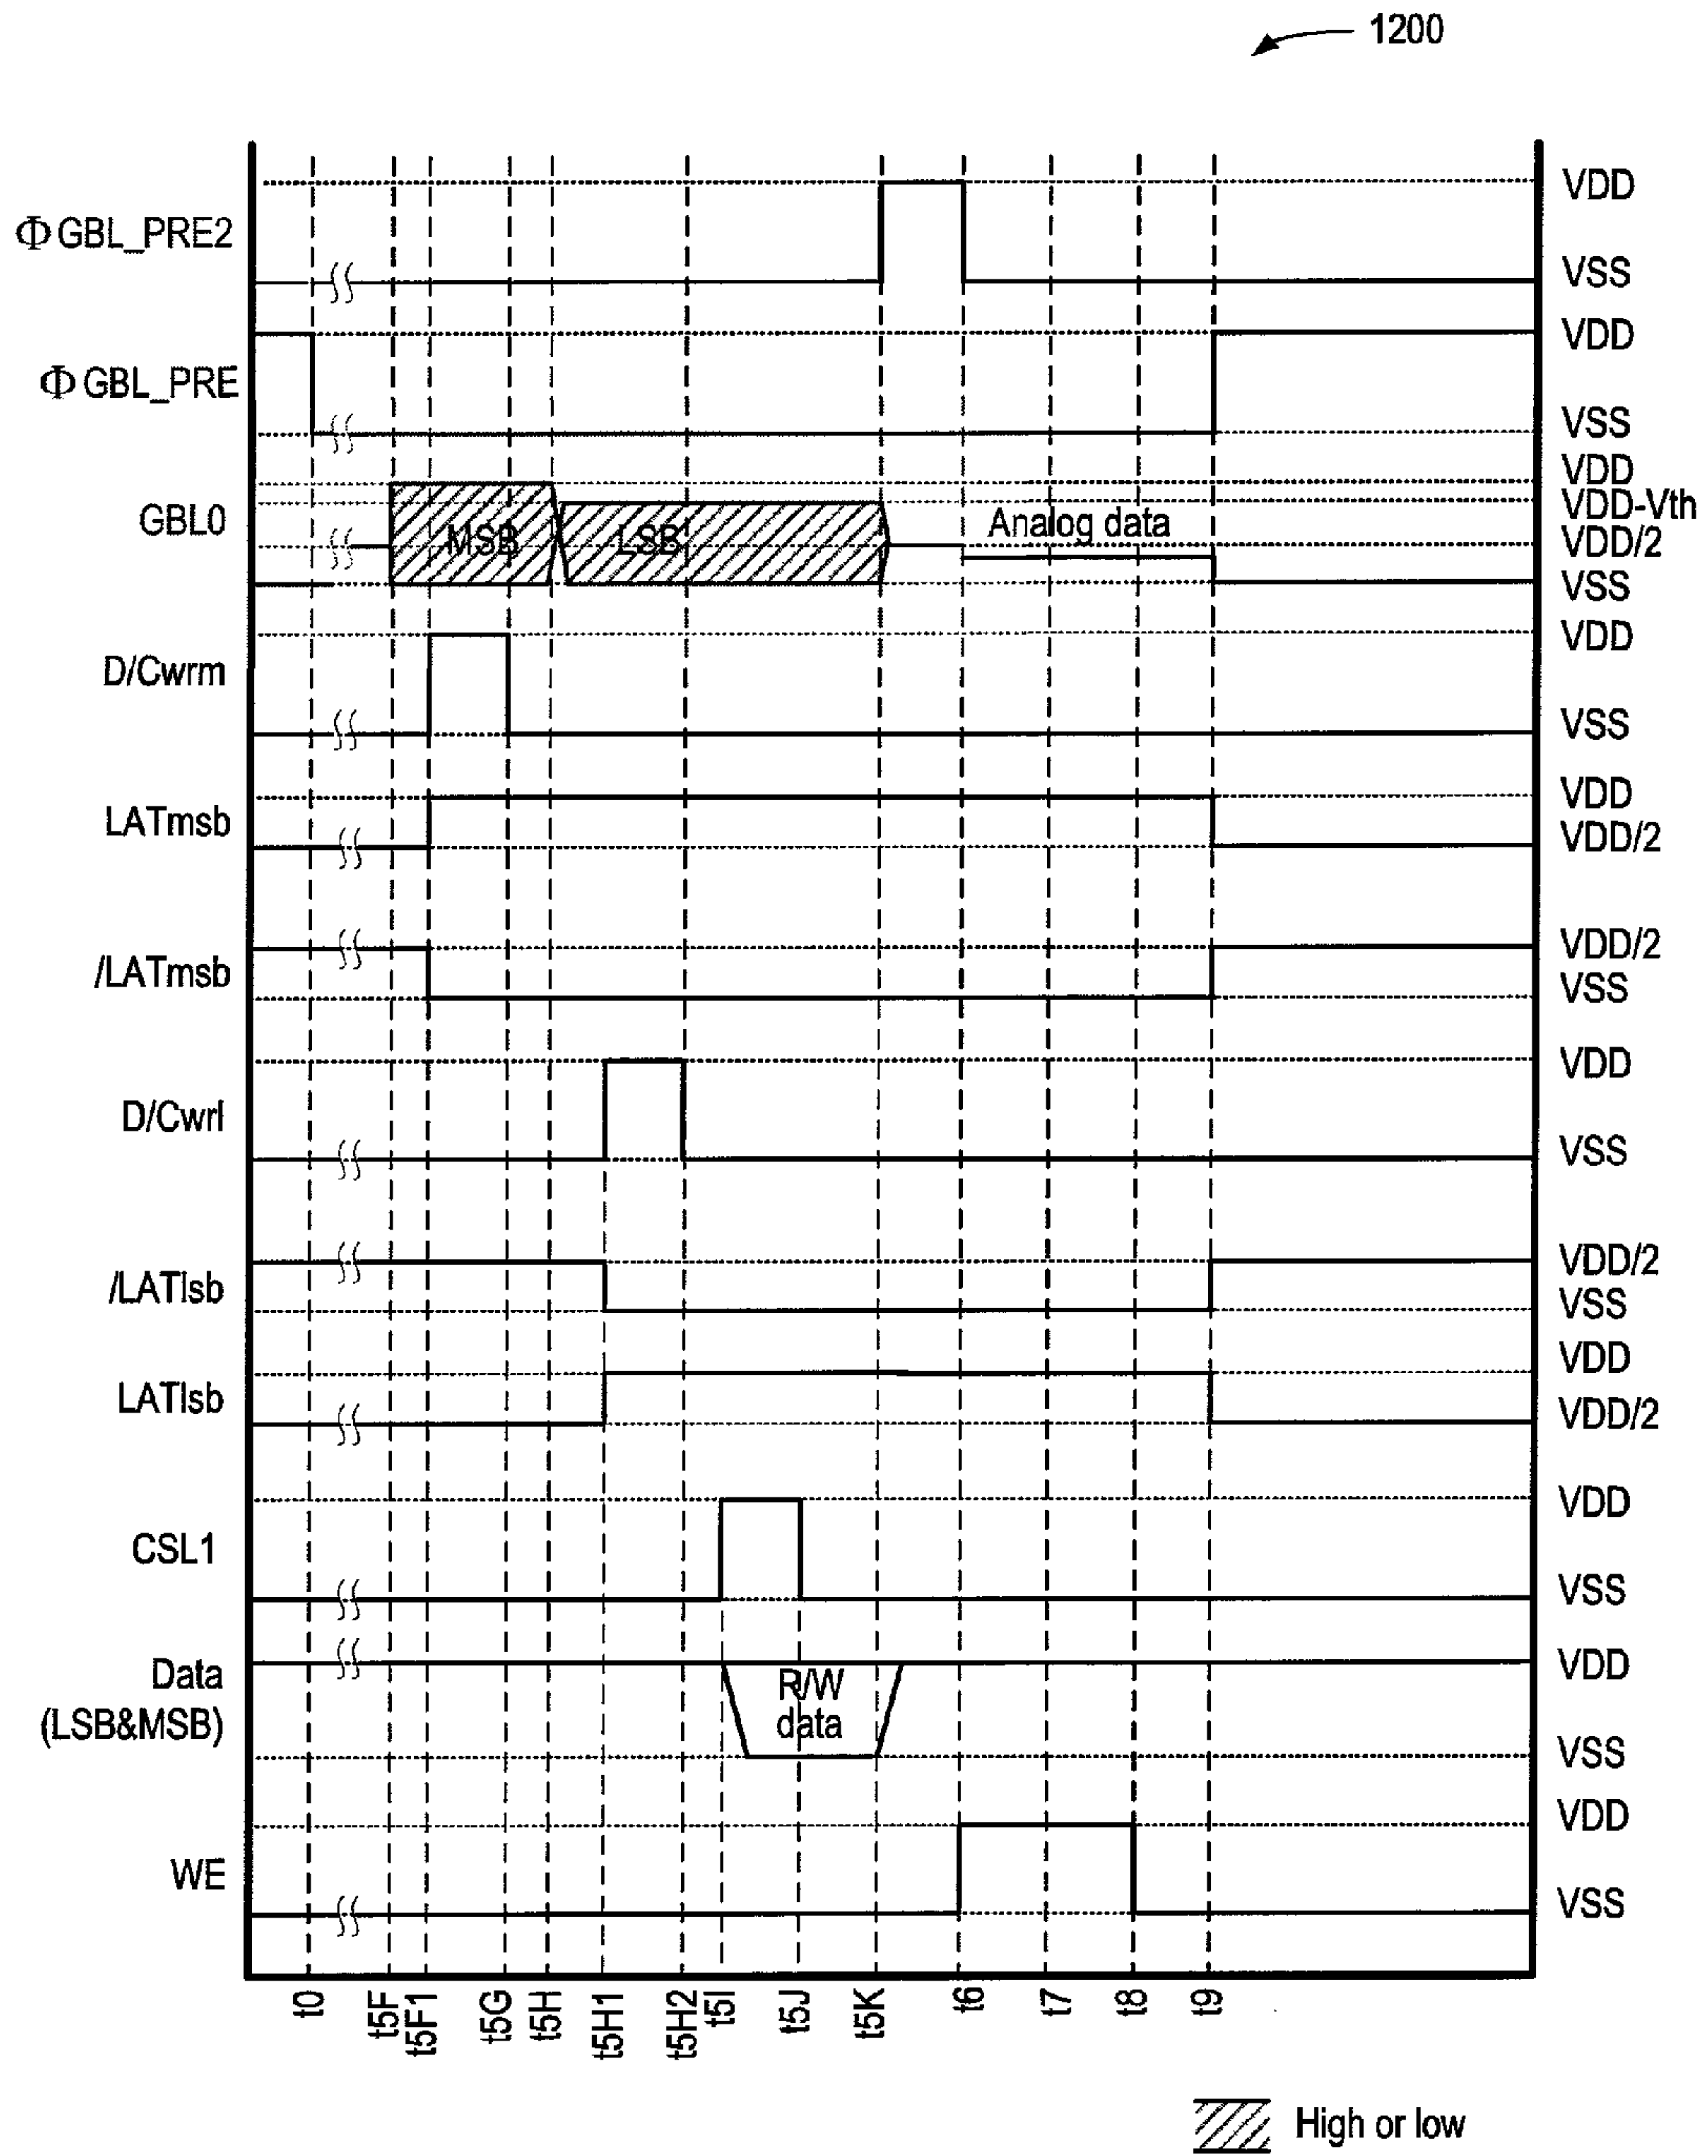 1200
ΦGBL_PRE2
VDD
VSS
ΦGBL_PRE
VDD
VSS
GBL0
MSB
LSB
Analog data
VDD
VDD-Vth
VDD/2
VSS
D/Cwrm
VDD
VSS
LATmsb
VDD
VDD/2
/LATmsb
VDD/2
VSS
D/Cwrl
VDD
VSS
/LATlsb
VDD/2
VSS
LATlsb
VDD
VDD/2
CSL1
VDD
VSS
Data
(LSB&MSB)
R/W
data
VDD
VSS
WE
VDD
VSS
t0
t5F
t5F1
t5G
t5H
t5H1
t5H2
t5I
t5J
t5K
t6
t7
t8
t9
High or low